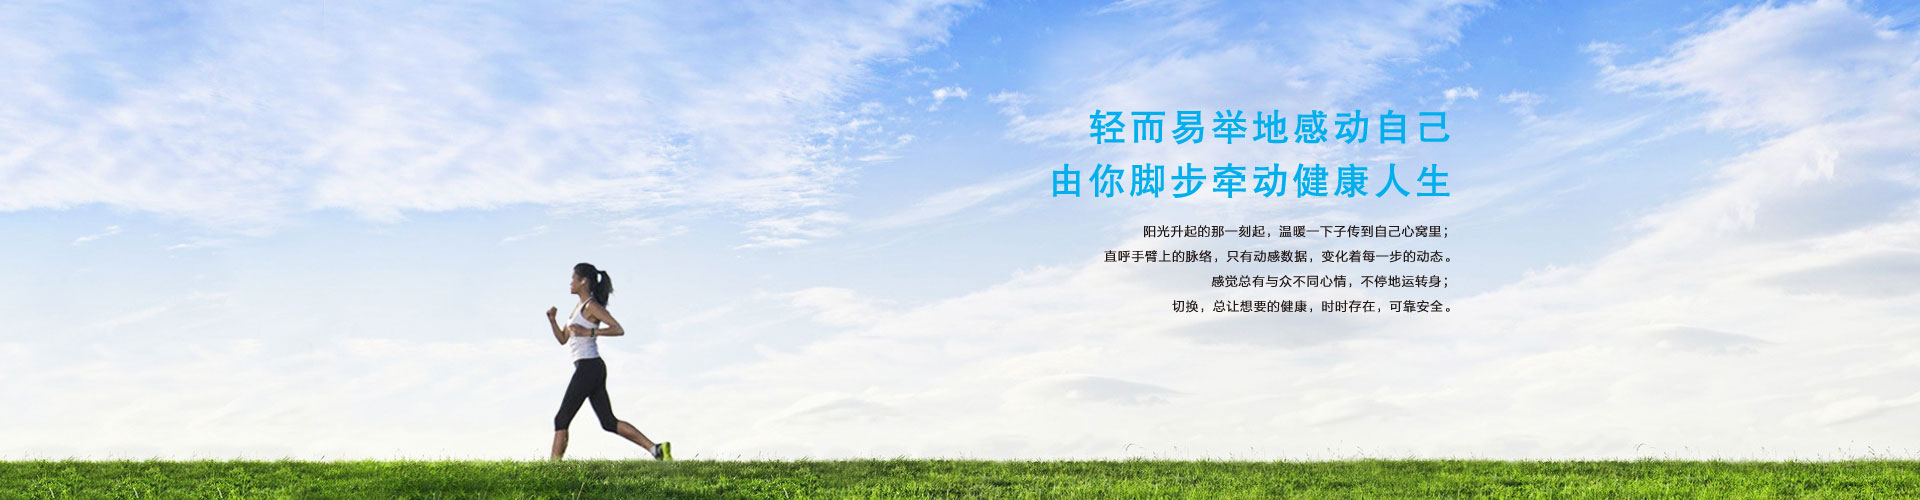 轻而易举地感动自己
由你脚步牵动健康人生
阳光升起的那一刻起，温暖一下子传到自己心窝里；
直呼手臂上的脉络，只有动感数据，变化着每一步的动态。
感觉总有与众不同心情，不停地运转身；
切换，总让想要的健康，时时存在，可靠安全。